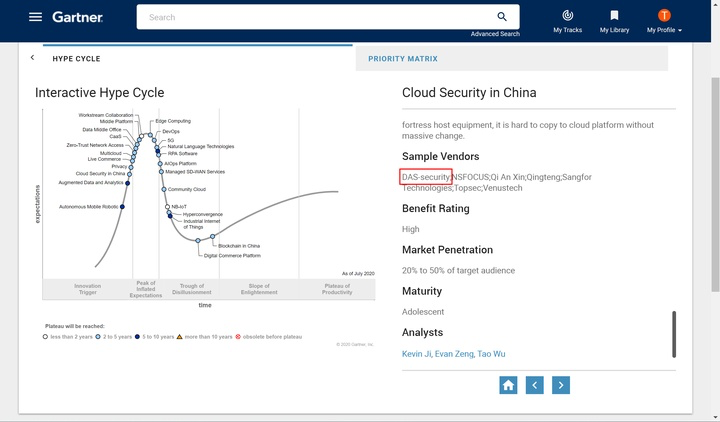 Gartner
Search
Advanced Search
My Tracks
My Library
T
My Profile
HYPE CYCLE
PRIORITY MATRIX
Interactive Hype Cycle
expectations
Workstream Collaboration
Middle Platform
Data Middle Office
CaaS
Zero-Trust Network Access
Multicloud
Live Commerce
Privacy
Cloud Security in China
Augmented Data and Analytics
Autonomous Mobile Robotic
Edge Computing
DevOps
5G
Natural Language Technologies
RPA Software
AIOps Platform
Managed SD-WAN Services
Community Cloud
NB-IoT
Hyperconvergence
Industrial Internet
of Things
Blockchain in China
Digital Commerce Platform
As of July 2020
Innovation
Trigger
Peak of
Inflated
Expectations
Trough of
Disillusionment
Slope of
Enlightenment
Plateau of
Productivity
time
Plateau will be reached:
less than 2 years
2 to 5 years
5 to 10 years
more than 10 years
obsolete before plateau
© 2020 Gartner, Inc.
Cloud Security in China
fortress host equipment, it is hard to copy to cloud platform without
massive change.
Sample Vendors
DAS-security;NSFOCUS;Qi An Xin;Qingteng;Sangfor
Technologies;Topsec;Venustech
Benefit Rating
High
Market Penetration
20% to 50% of target audience
Maturity
Adolescent
Analysts
Kevin Ji, Evan Zeng, Tao Wu